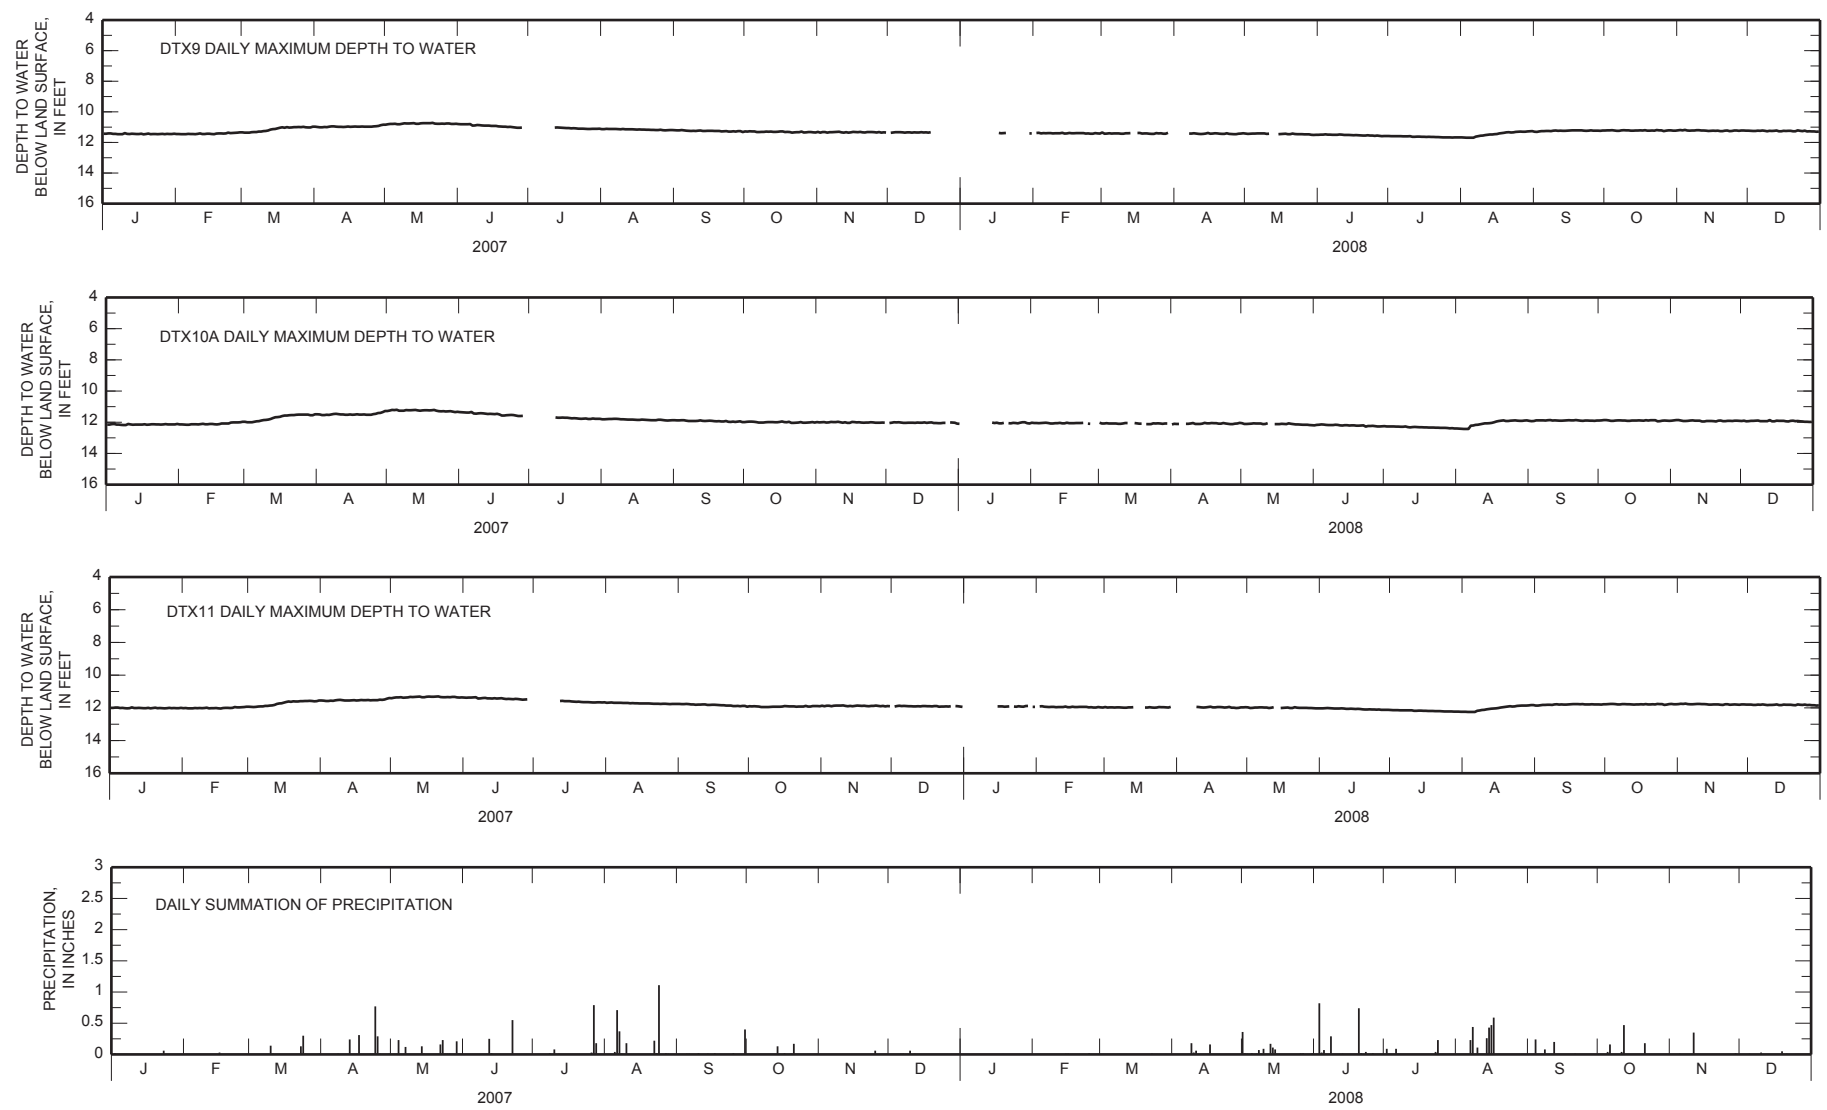 DEPTH TO WATER
BELOW LAND SURFACE,
IN FEET
4
6
8
10
12
14
16
DTX9 DAILY MAXIMUM DEPTH TO WATER
J F M A M J J A S O N D J F M A M J J A S O N D
2007 2008
DEPTH TO WATER
BELOW LAND SURFACE,
IN FEET
4
6
8
10
12
14
16
DTX10A DAILY MAXIMUM DEPTH TO WATER
J F M A M J J A S O N D J F M A M J J A S O N D
2007 2008
DEPTH TO WATER
BELOW LAND SURFACE,
IN FEET
4
6
8
10
12
14
16
DTX11 DAILY MAXIMUM DEPTH TO WATER
J F M A M J J A S O N D J F M A M J J A S O N D
2007 2008
PRECIPITATION,
IN INCHES
3
2.5
2
1.5
1
0.5
0
DAILY SUMMATION OF PRECIPITATION
J F M A M J J A S O N D J F M A M J J A S O N D
2007 2008